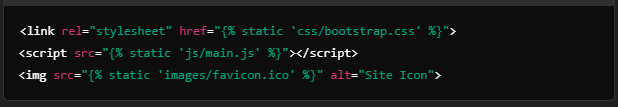 <link rel="stylesheet" href="{% static 'css/bootstrap.css' %}">
<script src="{% static 'js/main.js' %}"></script>
<img src="{% static 'images/favicon.ico' %}" alt="Site Icon">